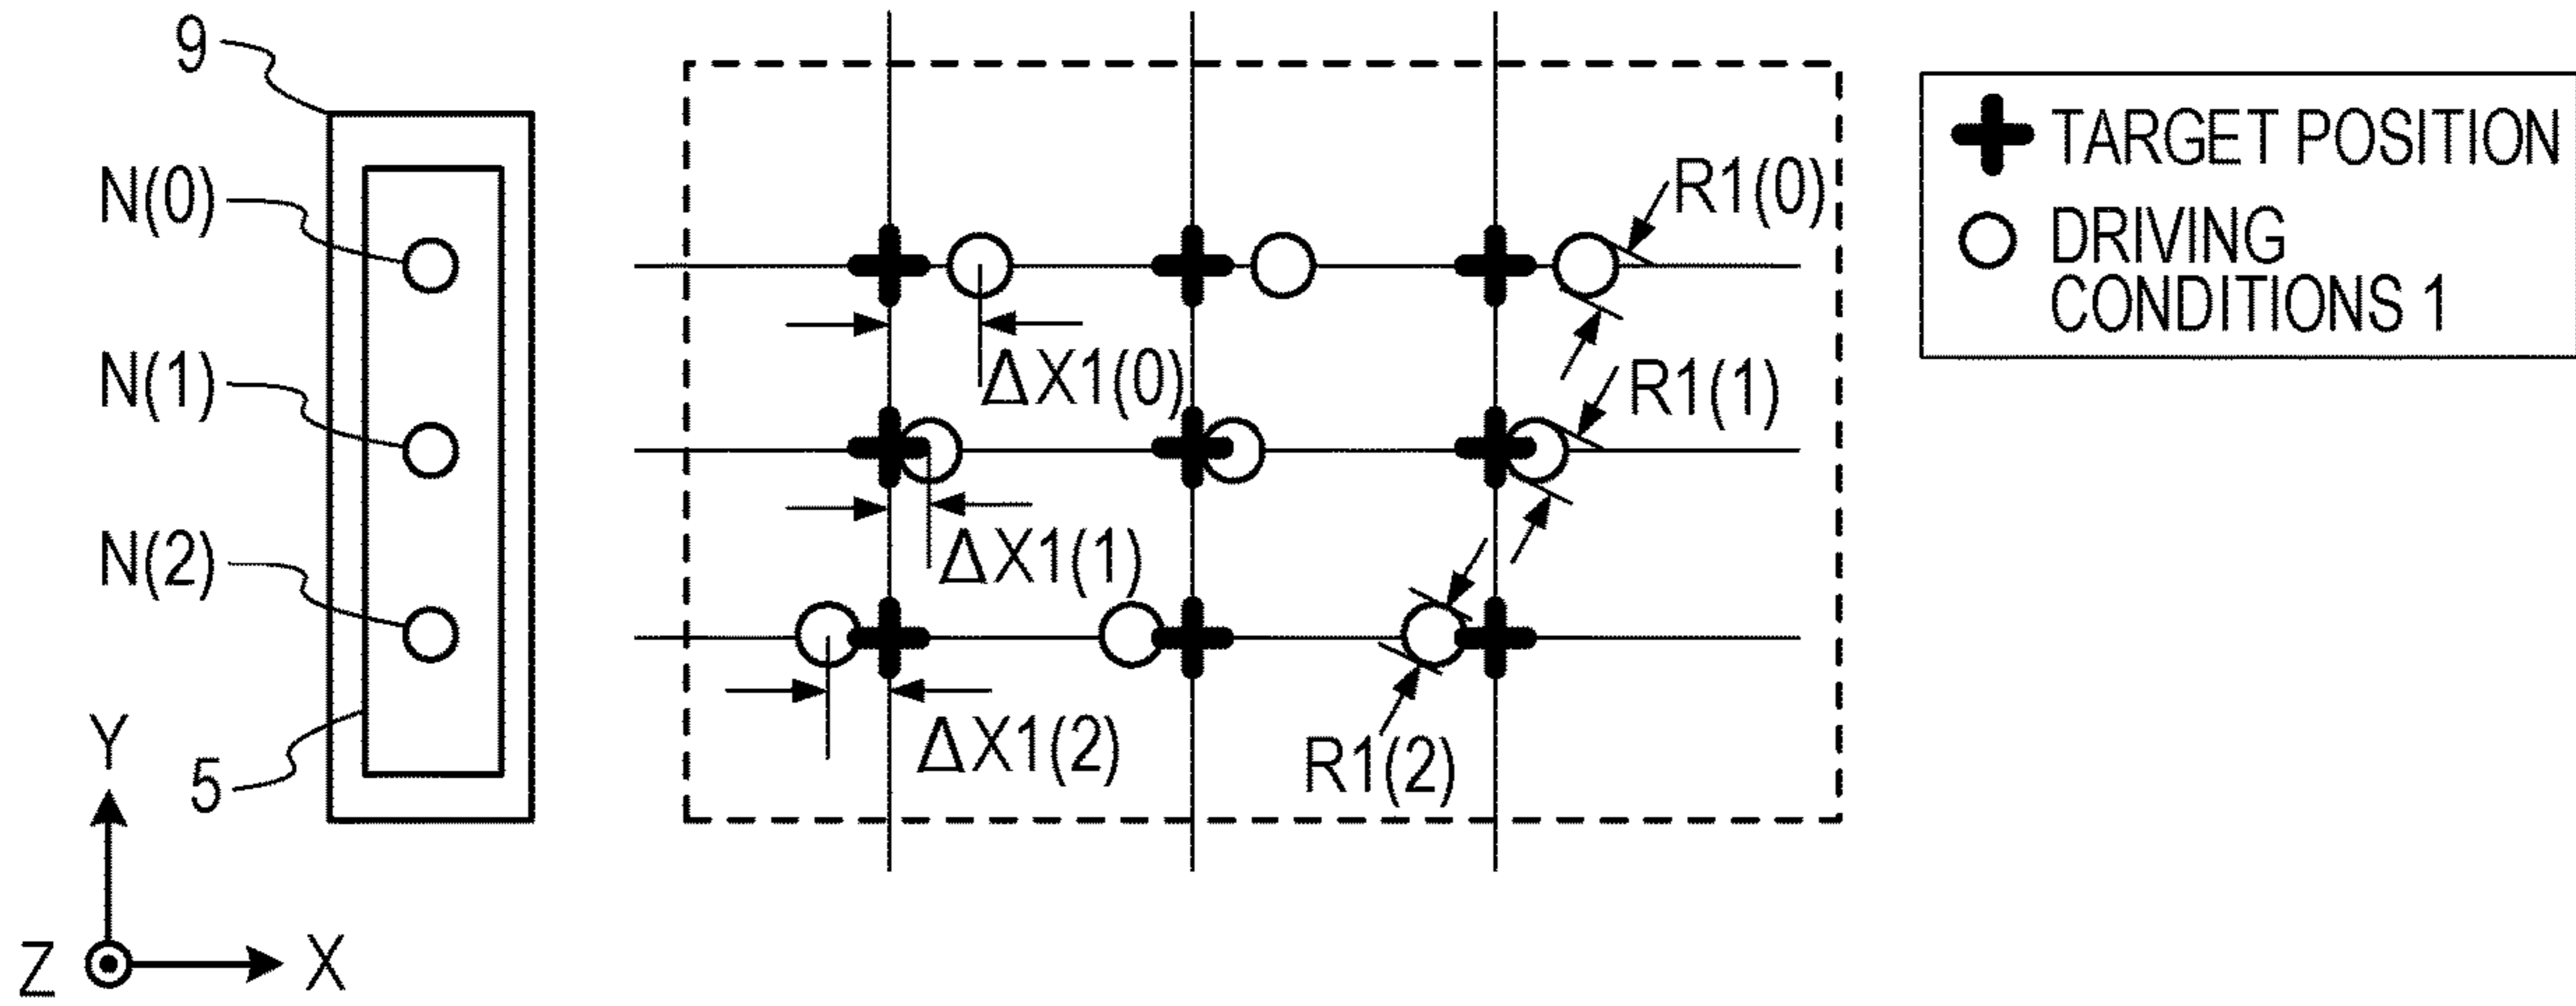 9
N(0)
N(1)
N(2)
5
Y
Z
X
R1(0)
ΔX1(0)
R1(1)
ΔX1(1)
ΔX1(2)
R1(2)
TARGET POSITION
DRIVING
CONDITIONS 1